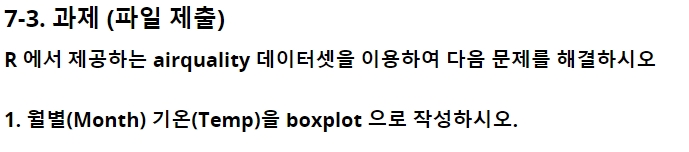 7-3. 과제 (파일 제출)
R 에서 제공하는 airquality 데이터셋을 이용하여 다음 문제를 해결하시오
1. 월별(Month) 기온(Temp)을 boxplot 으로 작성하시오.